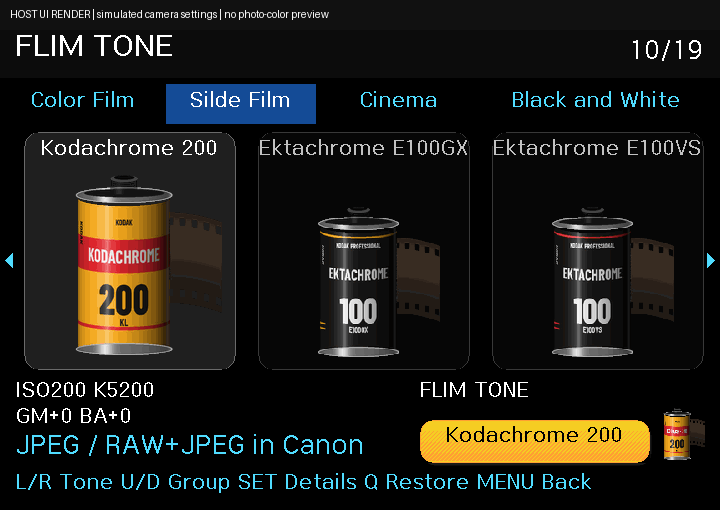 HOST UI RENDER | simulated camera settings | no photo-color preview
FLIM TONE
10/19
Color Film
Silde Film
Cinema
Black and White
Kodachrome 200
Ektachrome E100GX
Ektachrome E100VS
KODAK
KODACHROME
200
KL
KODAK PROFESSIONAL
EKTACHROME
100
KODAK PROFESSIONAL
EKTACHROME
100
E100VS
ISO200 K5200
GM+0 BA+0
FLIM TONE
JPEG / RAW+JPEG in Canon
Kodachrome 200
200
L/R Tone U/D Group SET Details Q Restore MENU Back